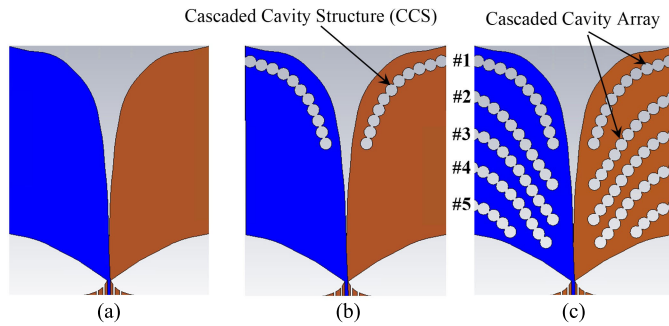 Cascaded Cavity Structure (CCS)
Cascaded Cavity Array
#1
#2
#3
#4
#5
(a)
(b)
(c)